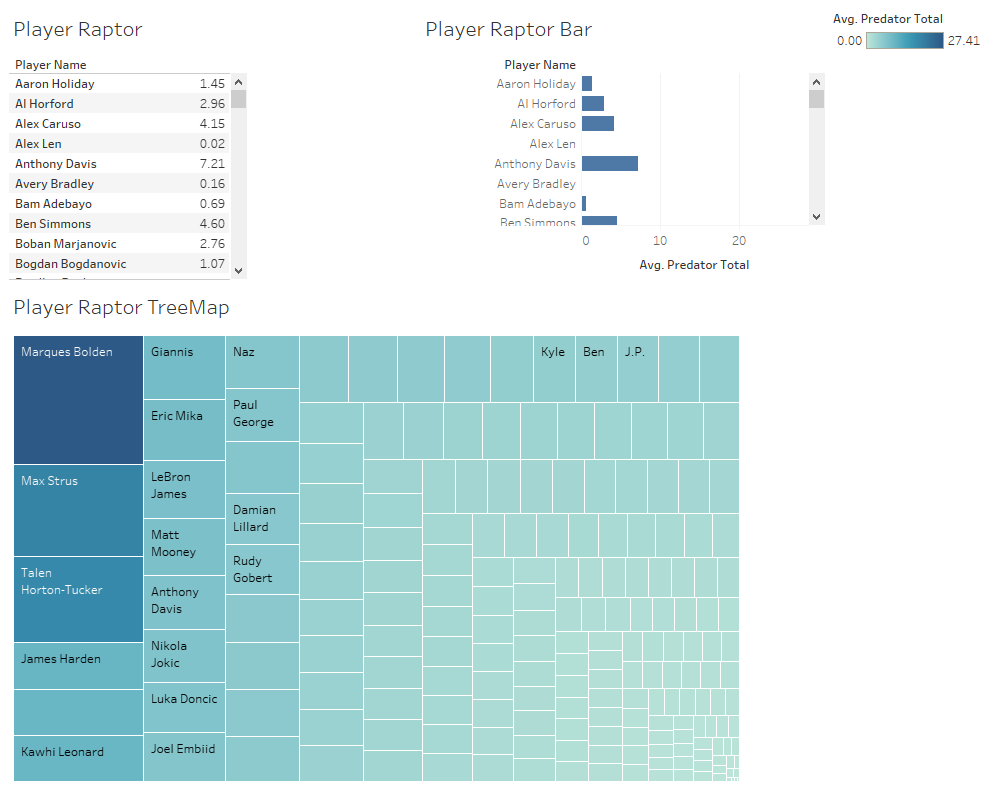 Player Raptor
Player Name
Aaron Holiday 1.45
Al Horford 2.96
Alex Caruso 4.15
Alex Len 0.02
Anthony Davis 7.21
Avery Bradley 0.16
Bam Adebayo 0.69
Ben Simmons 4.60
Boban Marjanovic 2.76
Bogdan Bogdanovic 1.07
Player Raptor Bar
Player Name
Aaron Holiday
Al Horford
Alex Caruso
Alex Len
Anthony Davis
Avery Bradley
Bam Adebayo
Ben Simmons
0 10 20
Avg. Predator Total
Avg. Predator Total
0.00 27.41
Player Raptor TreeMap
Marques Bolden
Max Strus
Talen
Horton-Tucker
James Harden
Kawhi Leonard
Giannis
Eric Mika
LeBron
James
Matt
Mooney
Anthony
Davis
Nikola
Jokic
Luka Doncic
Joel Embiid
Naz
Paul
George
Damian
Lillard
Rudy
Gobert
Kyle
Ben
J.P.